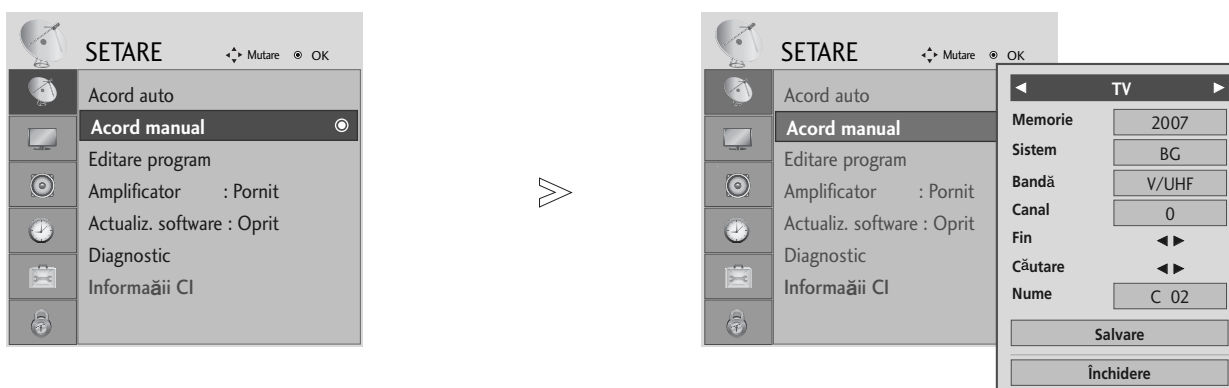 SETARE Mutare OK
Acord auto
Acord manual
Editare program
Amplificator : Pornit
Actualiz. software : Oprit
Diagnostic
Informaăii CI
SETARE Mutare OK
Acord auto
Acord manual
Editare program
Amplificator : Pornit
Actualiz. software : Oprit
Diagnostic
Informaăii CI
◄ TV ►
Memorie 2007
Sistem BG
Bandă V/UHF
Canal 0
Fin ◄►
Căutare ◄►
Nume C 02
Salvare
Închidere